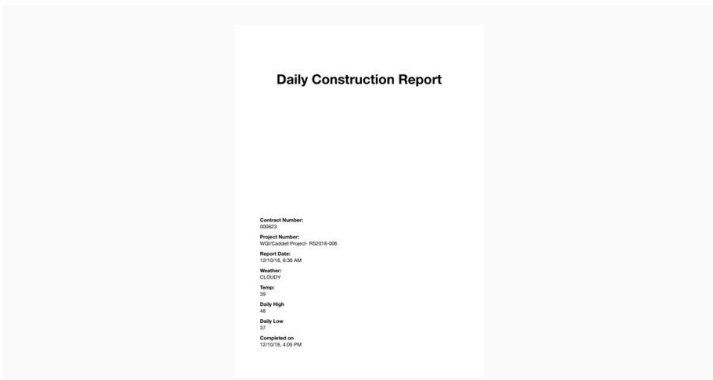 Daily Construction Report
Contract Number:
600623
Project Number:
WGI/Caddell Project- RS2018-006
Report Date:
12/10/18, 6:36 AM
Weather:
CLOUDY
Temp:
39
Daily High
48
Daily Low
37
Completed on
12/10/18, 4:05 PM